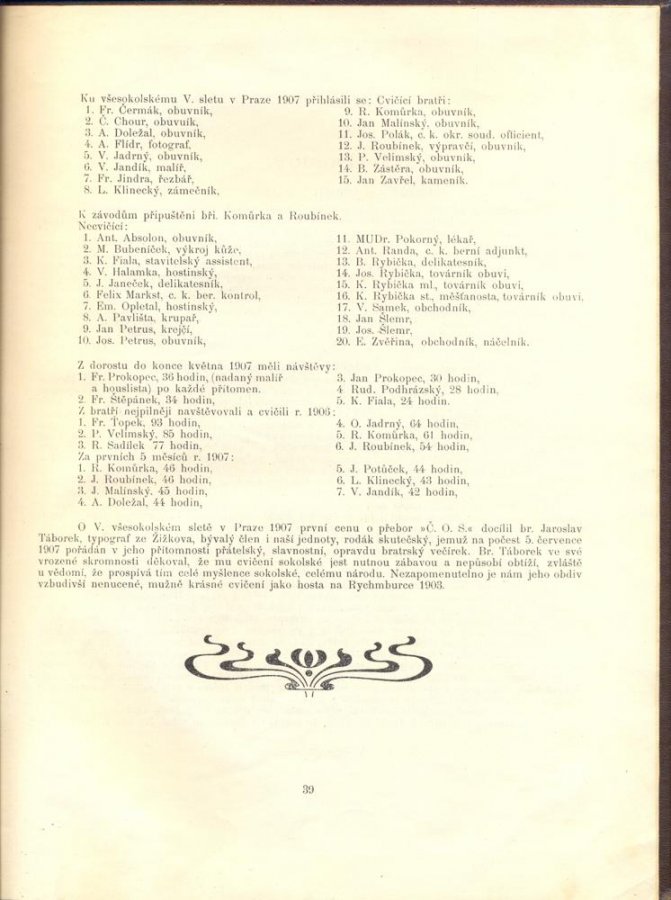 Ku všesokolskému V. sletu v Praze 1907 přihlásili se: Cvičící bratři:
1. Fr. Čermák, obuvník,
2. Č. Chour, obuvník,
3. A. Doležal, obuvník,
4. A. Flídr, fotograf,
5. V. Jadrný, obuvník,
6. V. Jandík, malíř,
7. Fr. Jindra, řezbář,
8. L. Klinecký, zámečník,
9. R. Komůrka, obuvník,
10. Jan Malínský, obuvník,
11. Jos. Polák, c. k. okr. soud. officient,
12. J. Roubínek, výpravčí, obuvník,
13. P. Velimský, obuvník,
14. B. Zástěra, obuvník,
15. Jan Zavřel, kameník.
K závodům připuštěni bři. Komůrka a Roubínek.
Necvičící:
1. Ant. Absolon, obuvník,
2. M. Bubeníček, výkroj kůže,
3. K. Fiala, stavitelský assistent,
4. V. Halamka, hostinský,
5. J. Janeček, delikatesník,
6. Felix Markst, c. k. ber. kontrol,
7. Em. Opletal, hostinský,
8. A. Pavlišta, krupař,
9. Jan Petrus, krejčí,
10. Jos. Petrus, obuvník,
11. MUDr. Pokorný, lékař,
12. Ant. Randa, c. k. berní adjunkt,
13. B. Rybička, delikatesník,
14. Jos. Rybička, továrník obuvi,
15. K. Rybička ml., továrník obuvi,
16. K. Rybička st., měšťanosta, továrník obuvi,
17. V. Samek, obchodník,
18. Jan Šlemr,
19. Jos. Šlemr,
20. E. Zvěřina, obchodník, náčelník.
Z dorostu do konce května 1907 měli návštěvy:
1. Fr. Prokopec, 36 hodin, (nadaný malíř
a houslista) po každé přítomen.
2. Fr. Štěpánek, 34 hodin,
3. Jan Prokopec, 30 hodin,
4 Rud. Podhrázský, 28 hodin,
5. K. Fiala, 24 hodin.
Z bratří nejpilněji navštěvovali a cvičili r. 1906:
1. Fr. Topek, 93 hodin,
2. P. Velimský, 85 hodin,
3. R. Sadílek 77 hodin,
4. O. Jadrný, 64 hodin,
5. R. Komůrka, 61 hodin,
6. J. Roubínek, 54 hodin,
Za prvních 5 měsíců r. 1907:
1. R. Komůrka, 46 hodin,
2. J. Roubínek, 46 hodin,
3. J. Malínský, 45 hodin,
4. A. Doležal, 44 hodin,
5. J. Potůček, 44 hodin,
6. L. Klinecký, 43 hodin,
7. V. Jandík, 42 hodin,
O V. všesokolském sletě v Praze 1907 první cenu o přebor »Č. O. S.« docílil br. Jaroslav
Táborek, typograf ze Žižkova, bývalý člen i naší jednoty, rodák skutečský, jemuž na počest 5. července
1907 pořádán v jeho přítomnosti přátelský, slavnostní, opravdu bratrský večírek. Br. Táborek ve své
vrozené skromnosti děkoval, že mu cvičení sokolské jest nutnou zábavou a nepůsobí obtíží, zvláště
u vědomí, že prospívá tím celé myšlence sokolské, celému národu. Nezapomenutelno je nám jeho obdiv
vzbudivší nenucené, mužně krásné cvičení jako hosta na Rychmburce 1903.
39